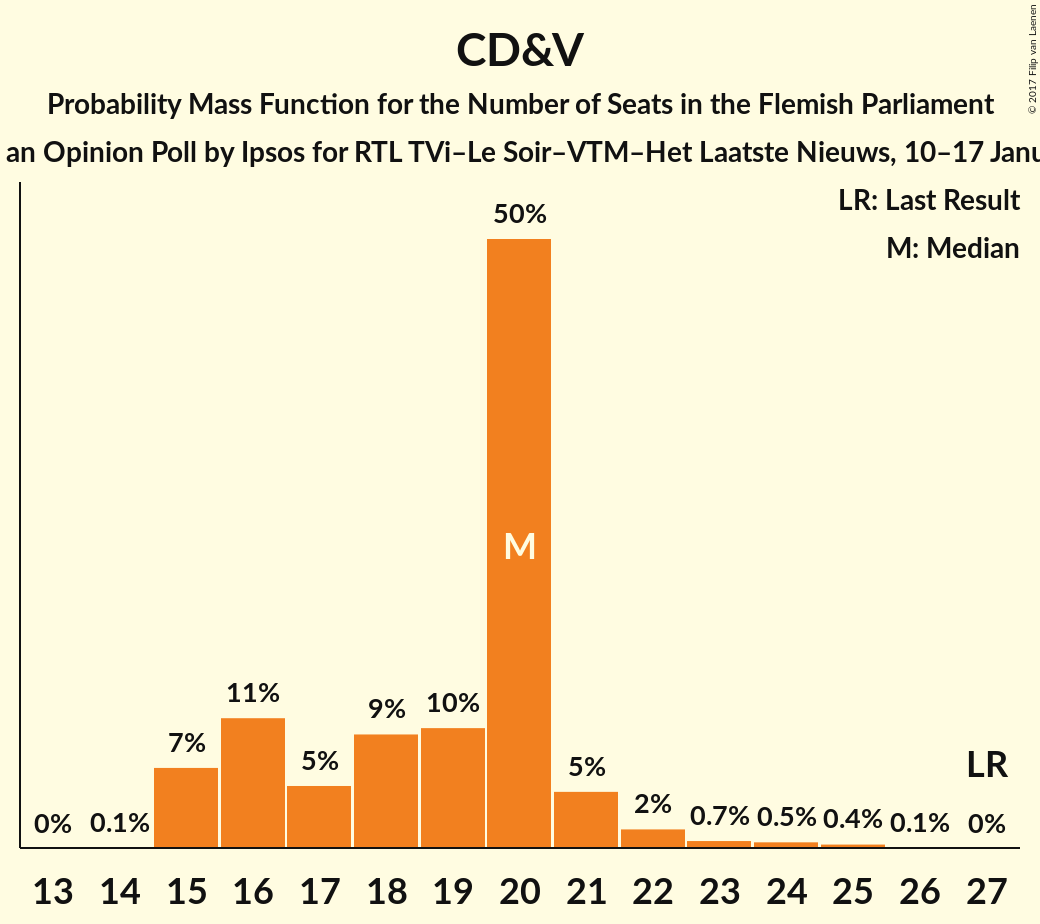 CD&V
Probability Mass Function for the Number of Seats in the Flemish Parliament
an Opinion Poll by Ipsos for RTL TVi–Le Soir–VTM–Het Laatste Nieuws, 10–17 Janu
© 2017 Filip van Laenen
LR: Last Result
M: Median
50%
M
11%
10%
9%
7%
5%
5%
LR
2%
0% 0.1% 0.7% 0.5% 0.4% 0.1% 0%
13 14 15 16 17 18 19 20 21 22 23 24 25 26 27